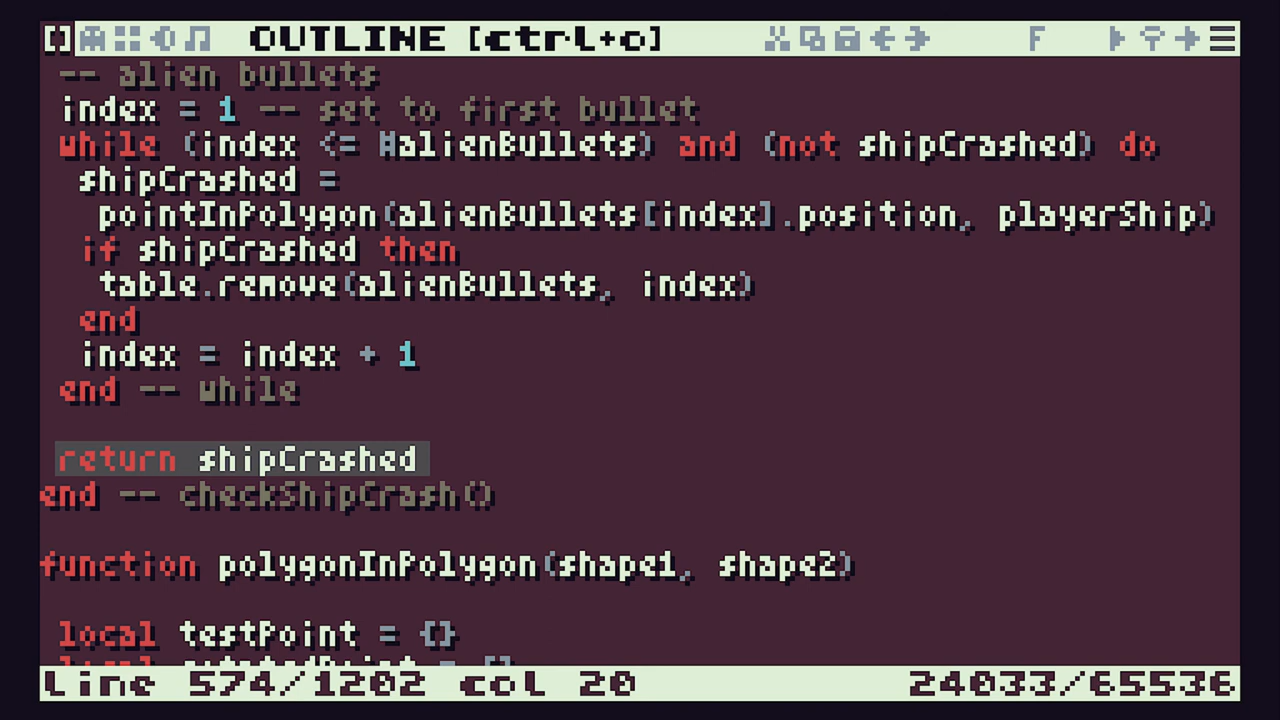 OUTLINE [ctrl+o] F
-- alien bullets
index = 1 -- set to first bullet
while (index <= #alienBullets) and (not shipCrashed) do
shipCrashed =
pointInPolygon(alienBullets[index].position, playerShip)
if shipCrashed then
table.remove(alienBullets, index)
end
index = index + 1
end -- while
return shipCrashed
end -- checkShipCrash()
function polygonInPolygon(shape1, shape2)
local testPoint = {}
line 574/1202 col 20 24033/65536